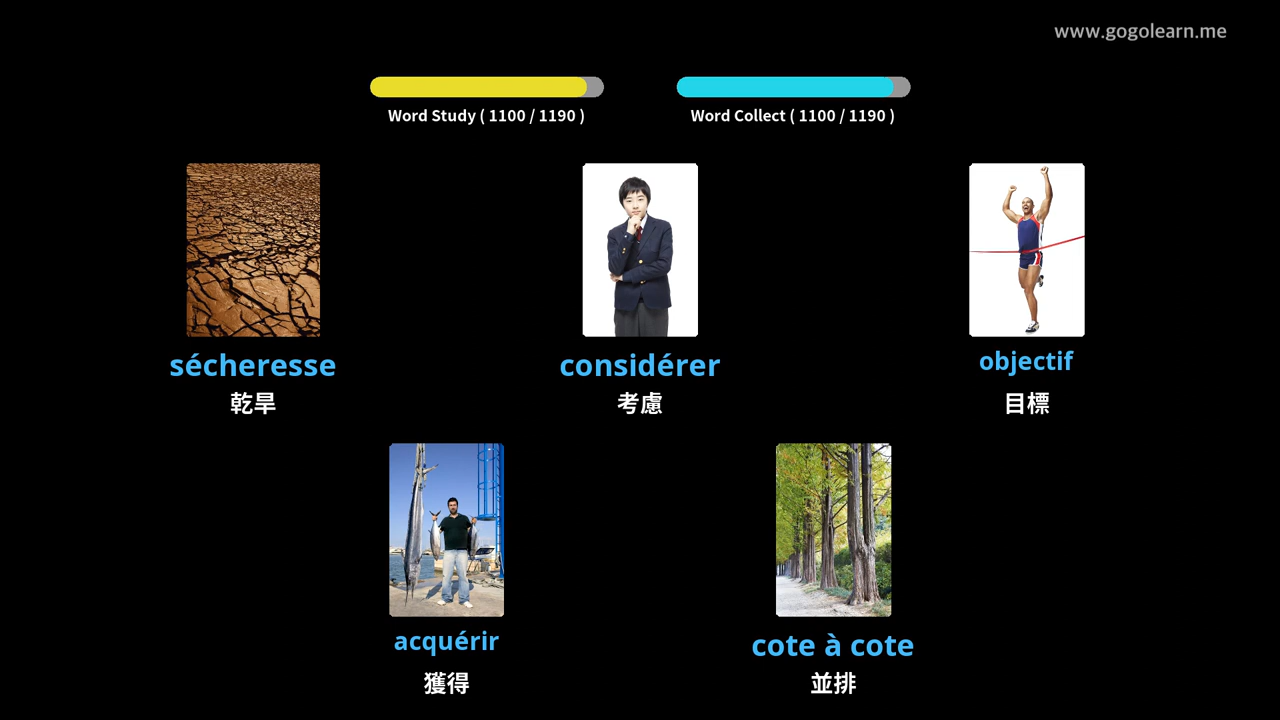 www.gogolearn.me
Word Study ( 1100 / 1190 )
Word Collect ( 1100 / 1190 )
sécheresse
乾旱
considérer
考慮
objectif
目標
acquérir
獲得
cote à cote
並排